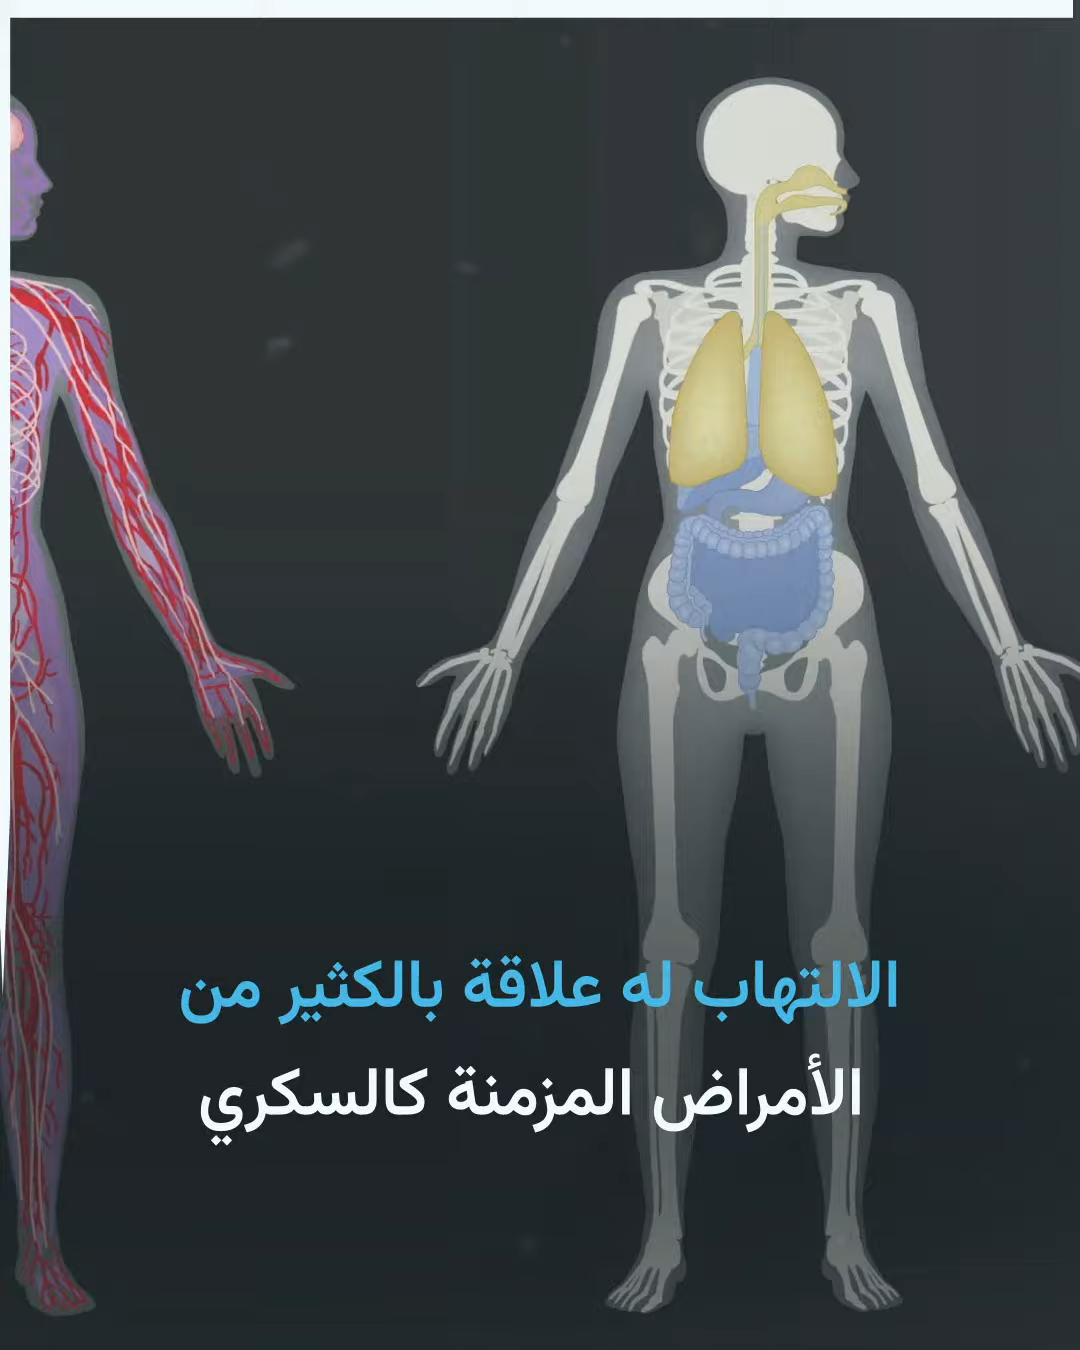 الالتهاب له علاقة بالكثير من
الأمراض المزمنة كالسكري